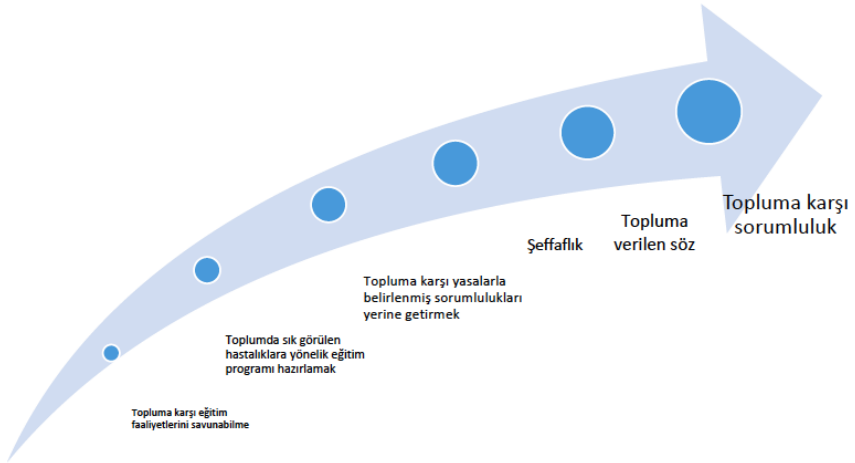 Topluma karşı
sorumluluk
Topluma
verilen söz
Şeffaflık
Topluma karşı yasalarla
belirlenmiş sorumlulukları
yerine getirmek
Toplumda sık görülen
hastalıklara yönelik eğitim
programı hazırlamak
Topluma karşı eğitim
faaliyetlerini savunabilme